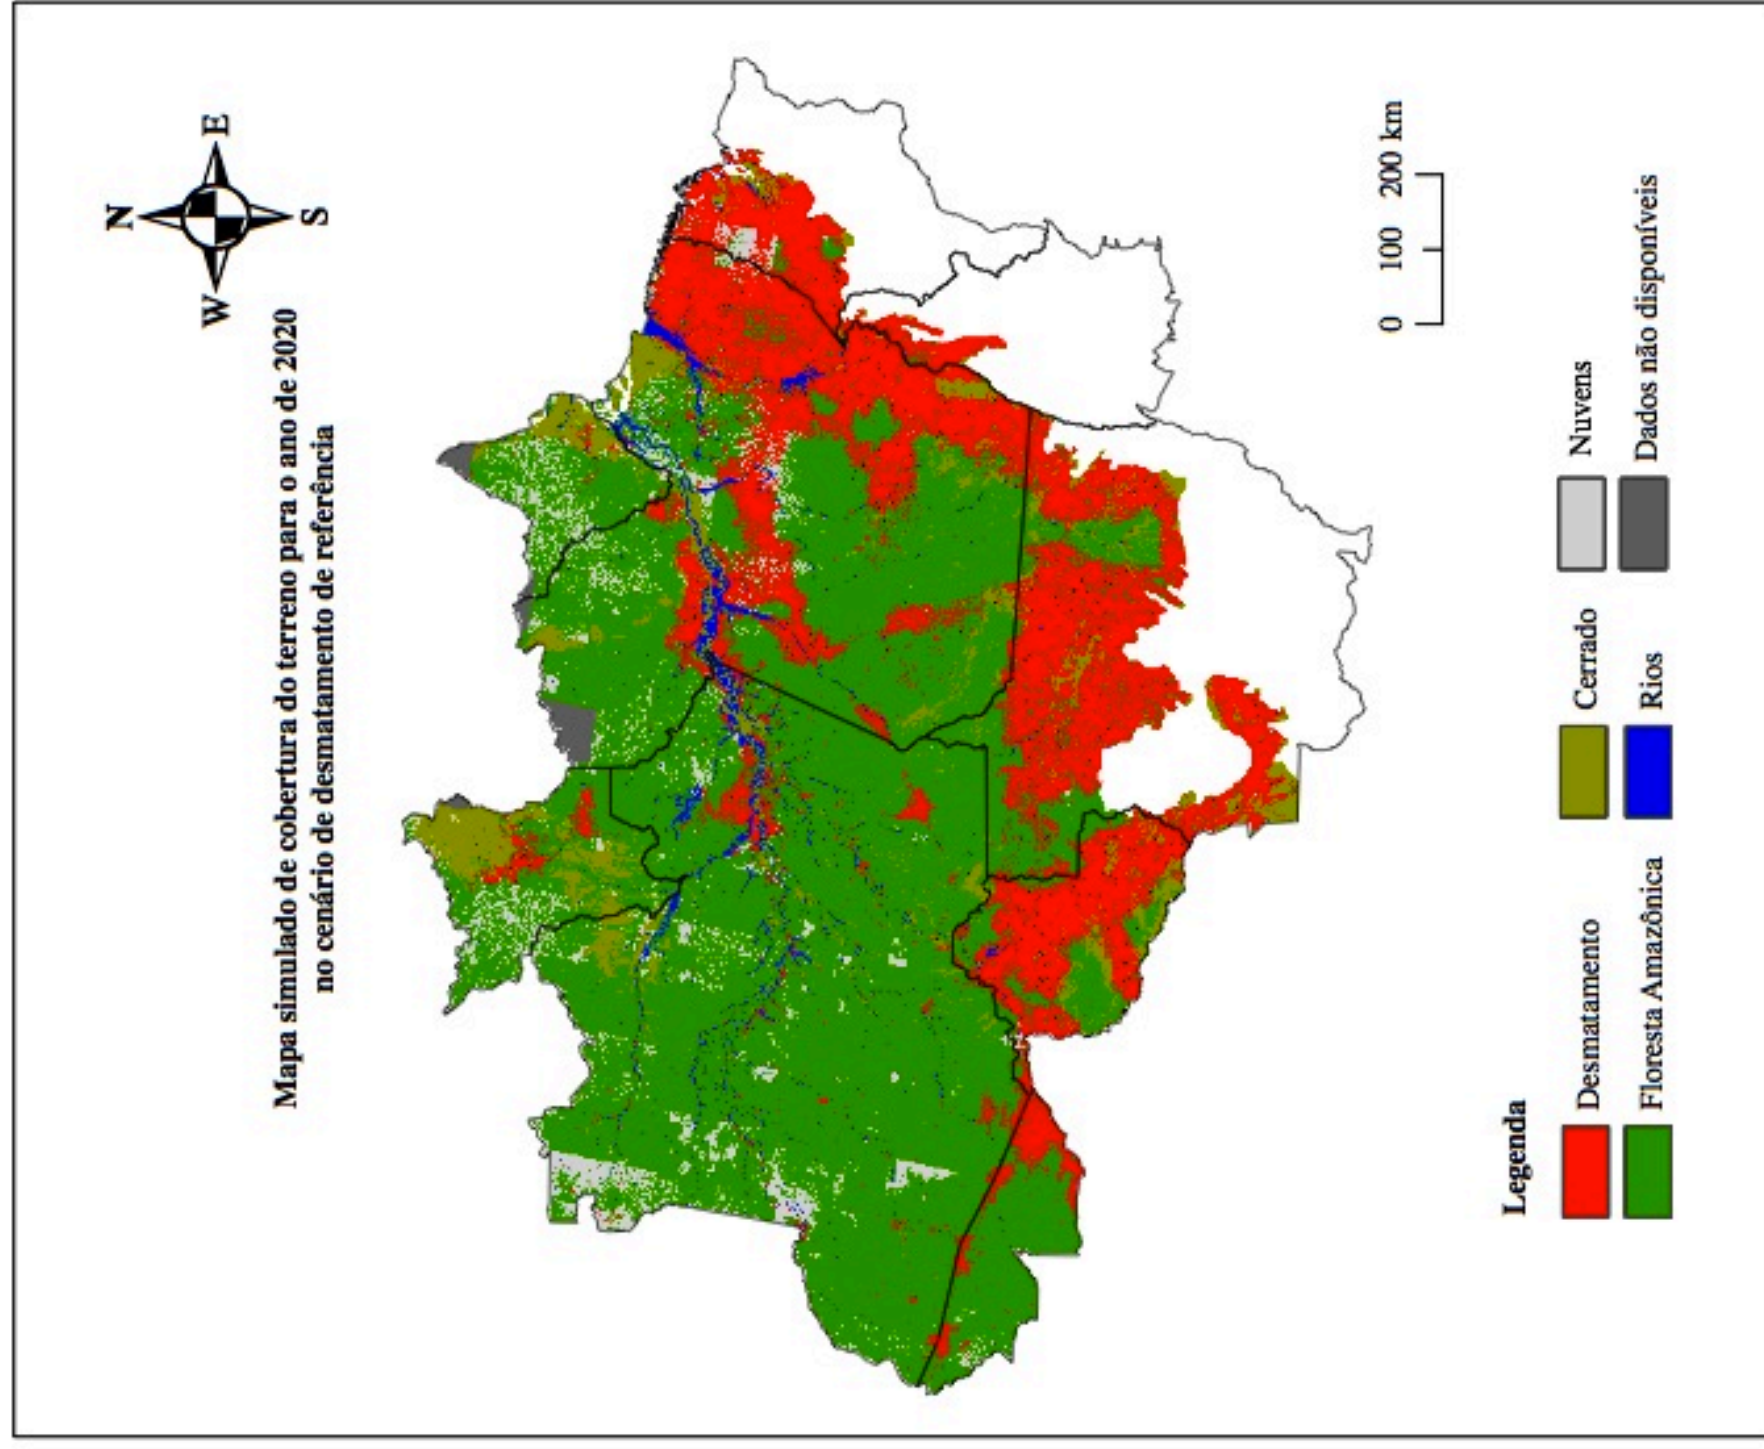 Mapa simulado de cobertura do terreno para o ano de 2020
no cenário de desmatamento de referência
N
W
E
S
0 100 200 km
Legenda
Desmatamento
Cerrado
Nuvens
Floresta Amazônica
Rios
Dados não disponíveis